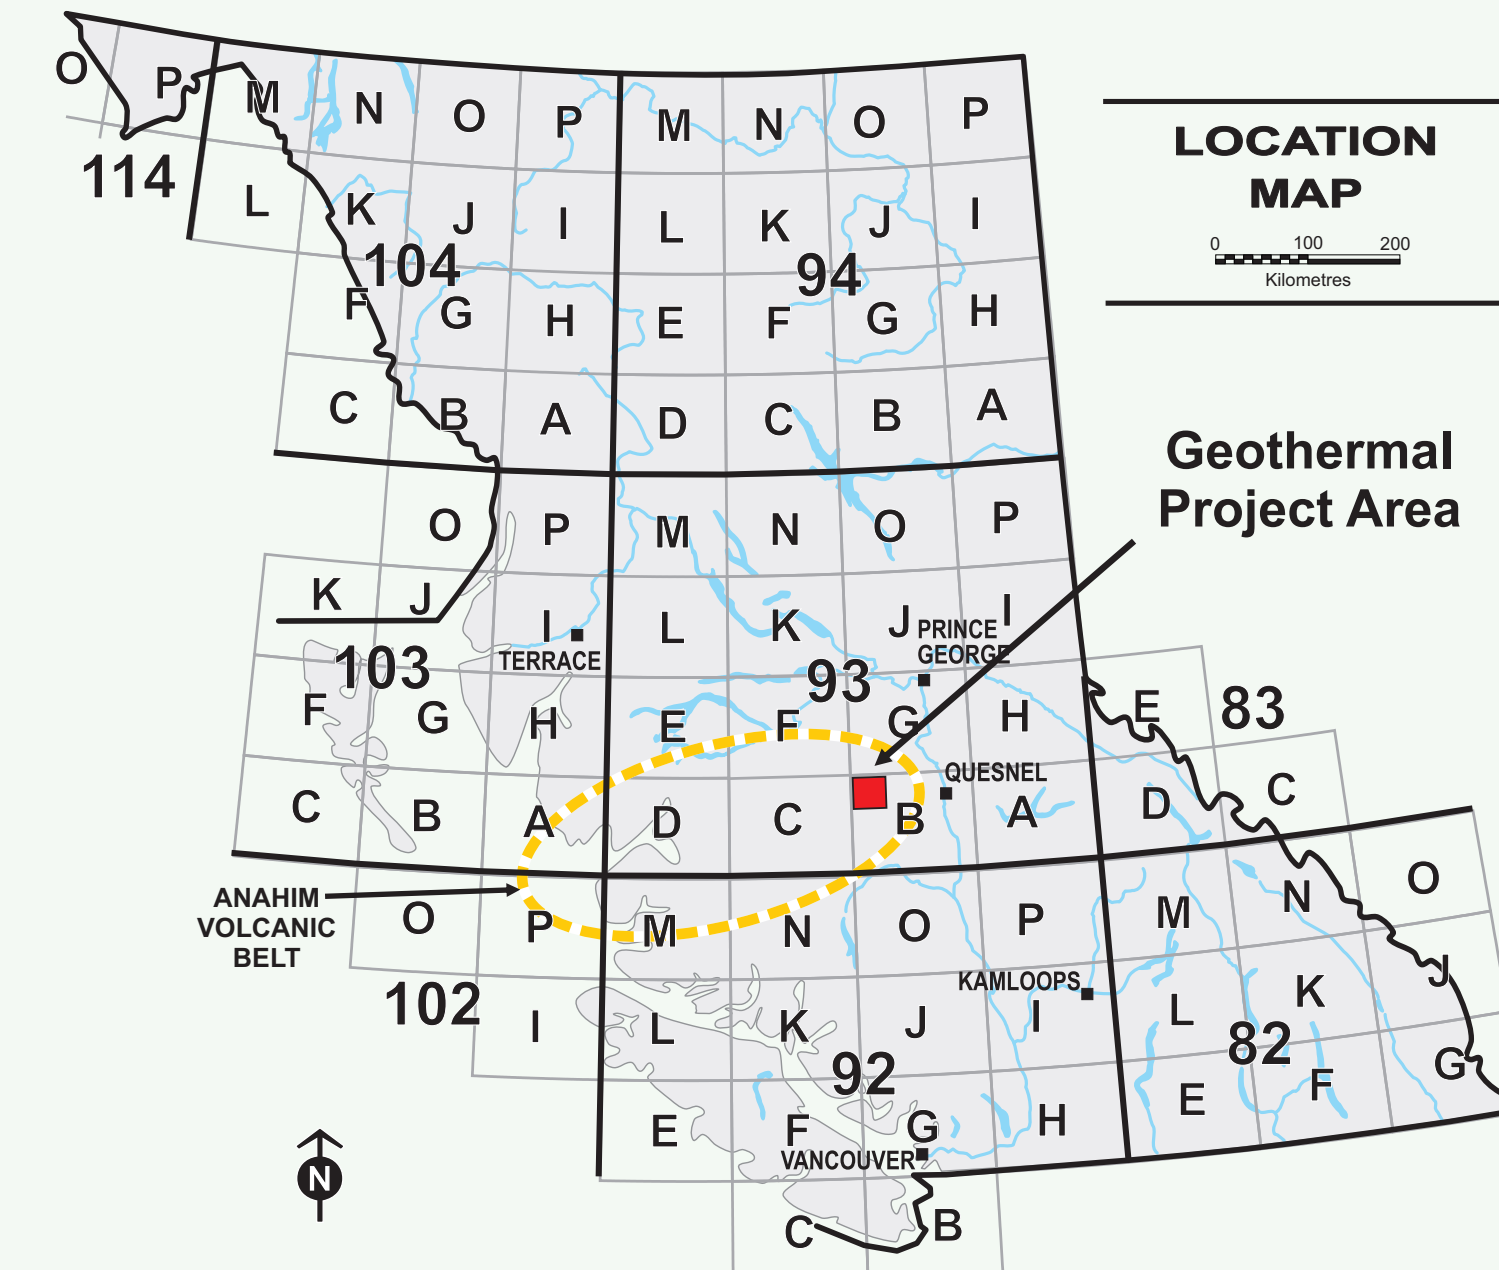 O P M N O P M N O P
114
LOCATION
MAP
0 100 200
Kilometres
L K J I L K J I
104 94
F G H E F G H
C B A D C B A
Geothermal
Project Area
O P M N O P
K J I L K J I
TERRACE
PRINCE
GEORGE
103 93
F G H E F G H E 83
QUESNEL
C B A D C B A D C
ANAHIM
VOLCANIC
BELT
O P M N O P M N O
102
KAMLOOPS
I L K J I L K J
92 82
E F G H E F G
VANCOUVER
N
C B